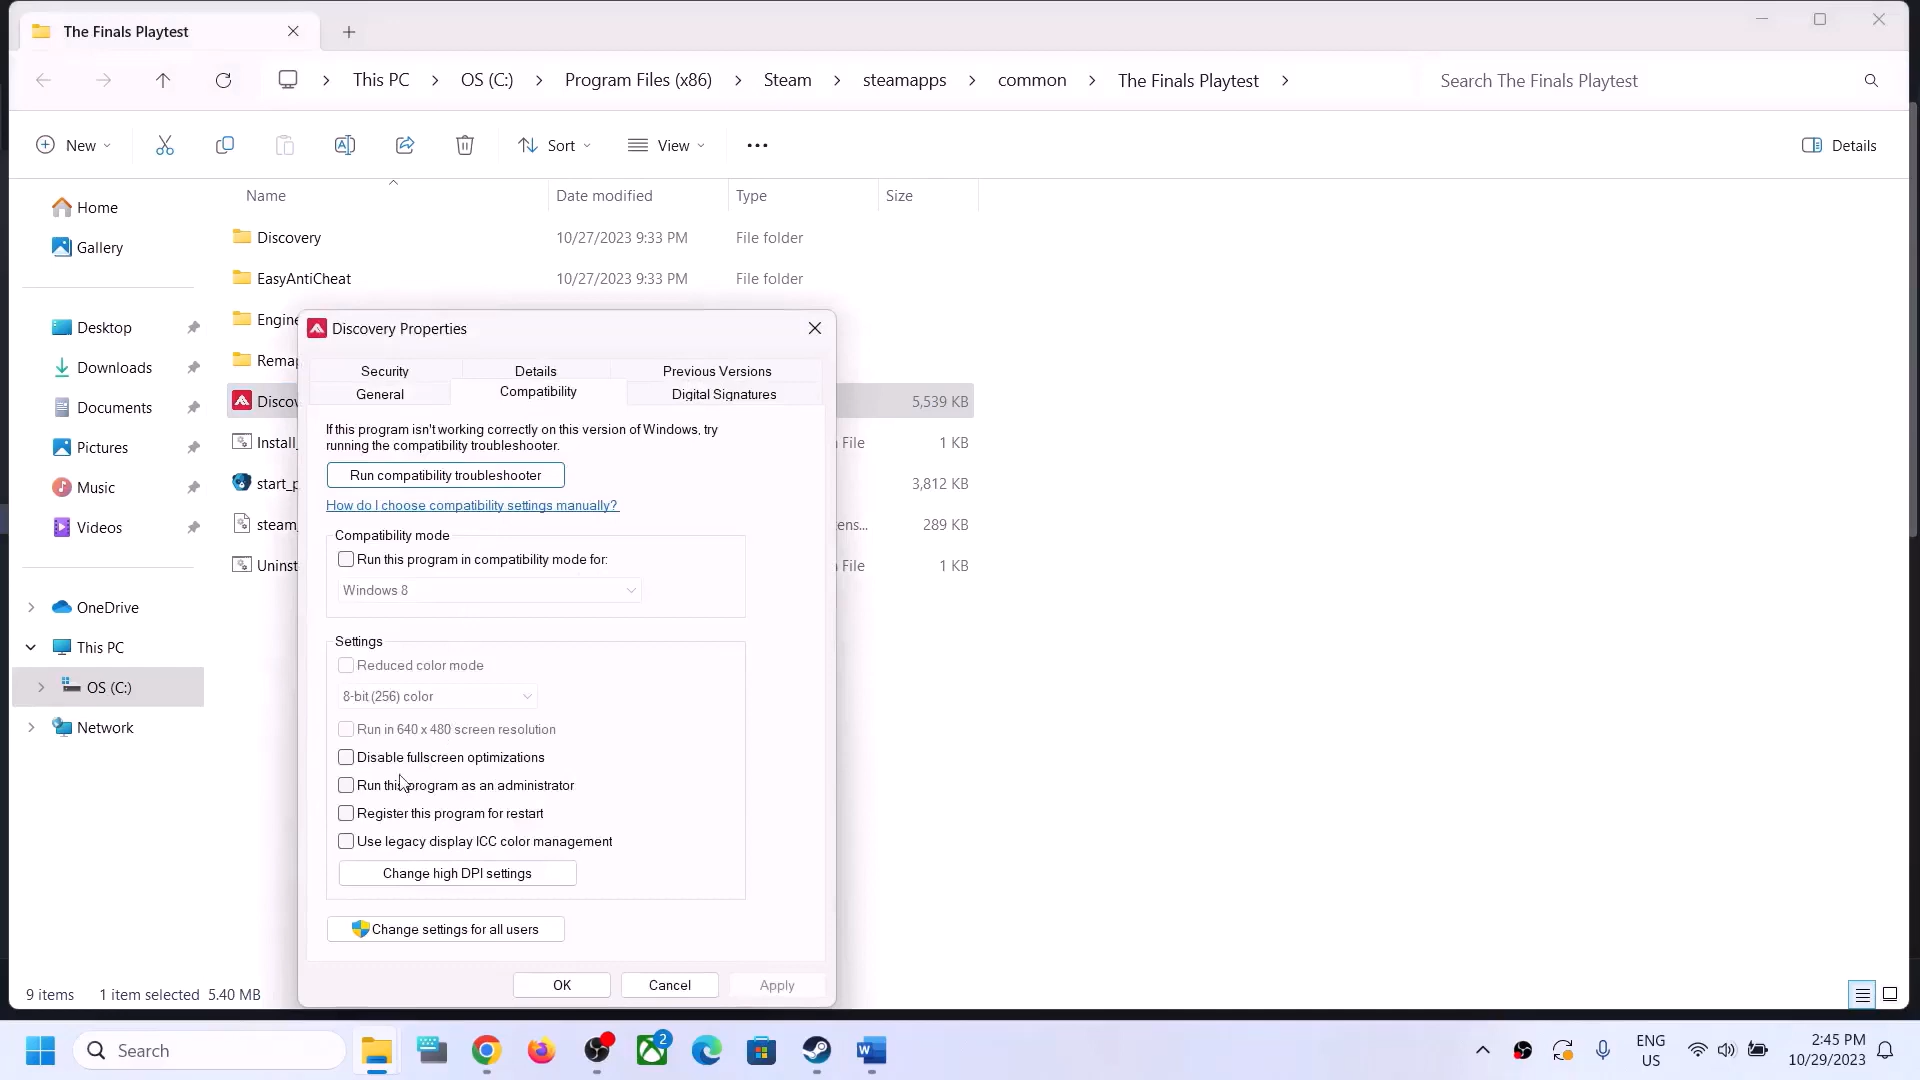 The Finals Playtest
This PC
OS (C:)
Program Files (x86)
Steam
steamapps
common
The Finals Playtest
Search The Finals Playtest
New
Sort
View
Details
Name
Date modified
Type
Size
Home
Gallery
Desktop
Downloads
Documents
Pictures
Music
Videos
OneDrive
This PC
OS (C:)
Network
Discovery 10/27/2023 9:33 PM File folder
EasyAntiCheat 10/27/2023 9:33 PM File folder
Engine
Remap
Discov 5,539 KB
Install_ File 1 KB
start_p 3,812 KB
steam_ ens... 289 KB
Uninst File 1 KB
Discovery Properties
Security
Details
Previous Versions
General
Compatibility
Digital Signatures
If this program isn't working correctly on this version of Windows, try
running the compatibility troubleshooter.
Run compatibility troubleshooter
How do I choose compatibility settings manually?
Compatibility mode
Run this program in compatibility mode for:
Windows 8
Settings
Reduced color mode
8-bit (256) color
Run in 640 x 480 screen resolution
Disable fullscreen optimizations
Run this program as an administrator
Register this program for restart
Use legacy display ICC color management
Change high DPI settings
Change settings for all users
OK
Cancel
Apply
9 items
1 item selected 5.40 MB
Search
2
ENG
US
2:45 PM
10/29/2023